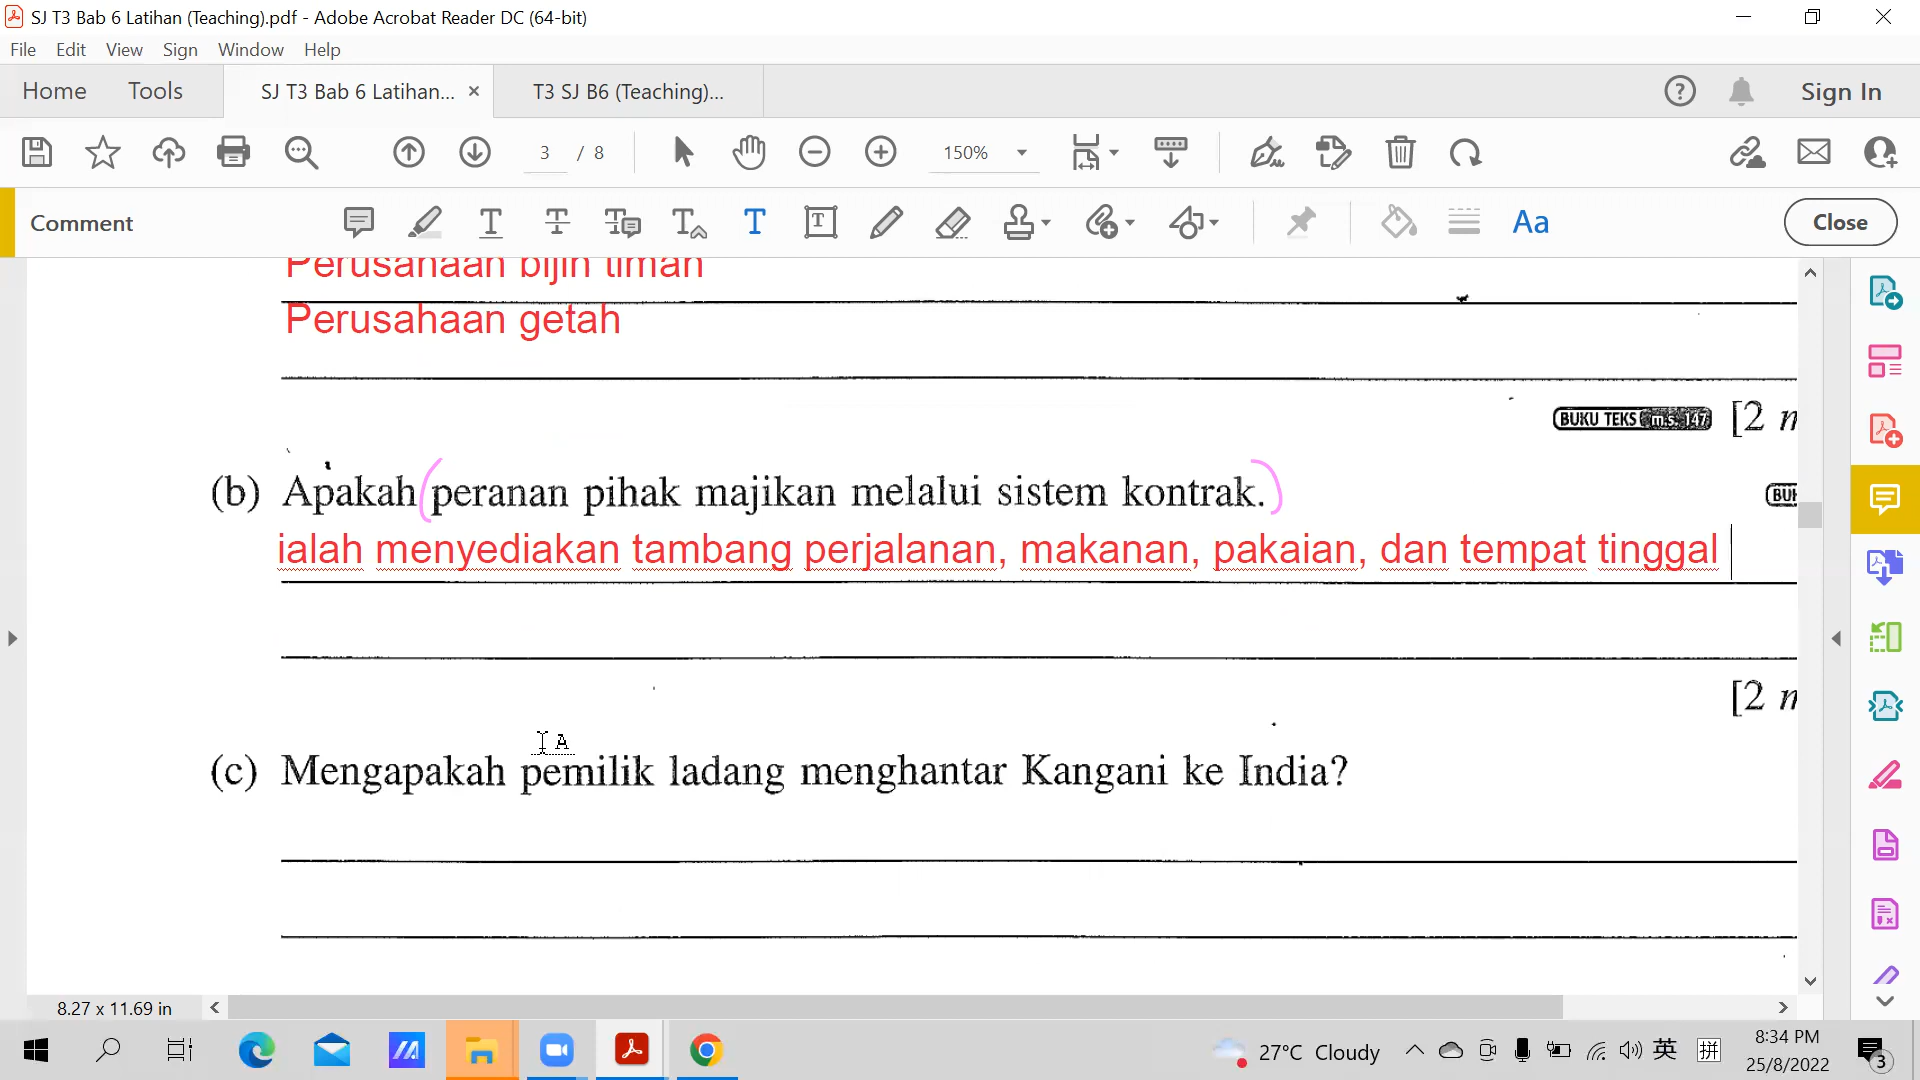 SJ T3 Bab 6 Latihan (Teaching).pdf - Adobe Acrobat Reader DC (64-bit)
File Edit View Sign Window Help
Home Tools SJ T3 Bab 6 Latihan... × T3 SJ B6 (Teaching)... Sign In
3 / 8 150%
Comment Aa Close
Perusahaan bijih timah
Perusahaan getah
BUKU TEKS m.s. 147 [2
(b) Apakah peranan pihak majikan melalui sistem kontrak.
ialah menyediakan tambang perjalanan, makanan, pakaian, dan tempat tinggal
[2
(c) Mengapakah pemilik ladang menghantar Kangani ke India?
8.27 x 11.69 in
27°C Cloudy 英 拼 8:34 PM
25/8/2022 3